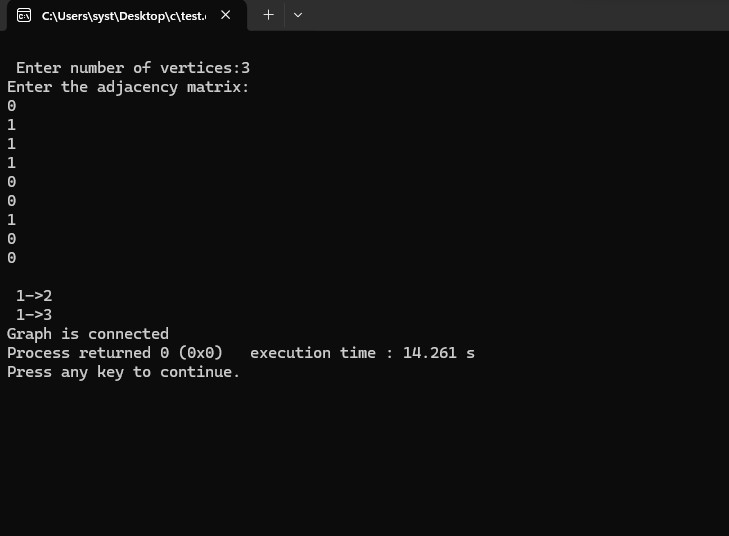 C:\Users\syst\Desktop\c\test.
Enter number of vertices:3
Enter the adjacency matrix:
0
1
1
1
0
0
1
0
0
1->2
1->3
Graph is connected
Process returned 0 (0x0)   execution time : 14.261 s
Press any key to continue.